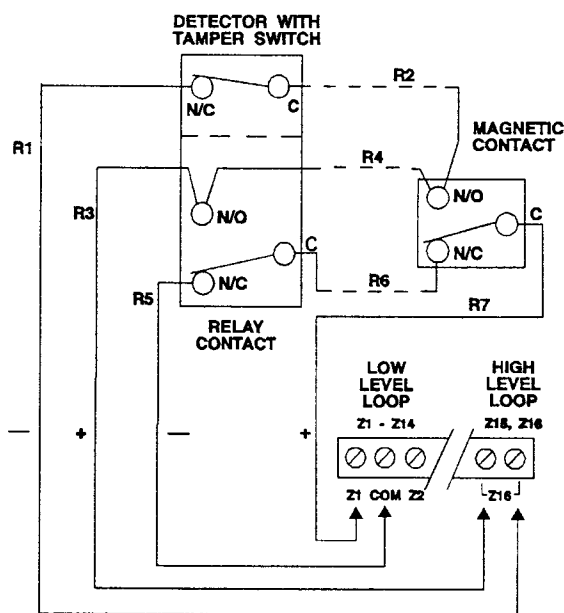 DETECTOR WITH
TAMPER SWITCH
N/C
C
R2
R1
MAGNETIC
CONTACT
R4
R3
N/O
N/O
C
C
N/C
N/C
R6
R5
R7
RELAY
CONTACT
LOW
LEVEL
LOOP
HIGH
LEVEL
LOOP
Z1 - Z14
Z15, Z16
— + — +
Z1 COM Z2
Z16